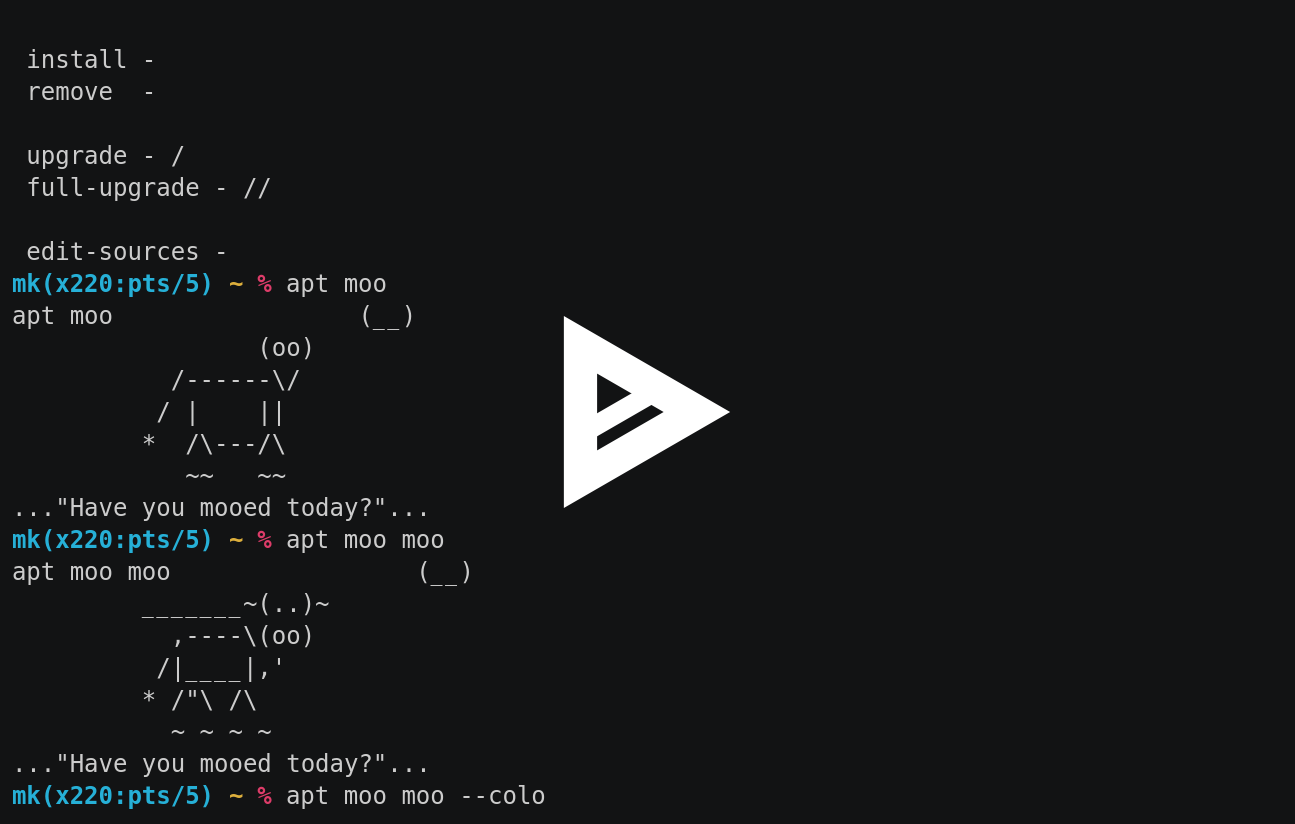 install -
 remove  -

 upgrade - /
 full-upgrade - //

 edit-sources -
mk(x220:pts/5) ~ % apt moo
apt moo                 (__)
                 (oo)
           /------\/
          / |    ||
         *  /\---/\
            ~~   ~~
..."Have you mooed today?"...
mk(x220:pts/5) ~ % apt moo moo
apt moo moo                 (__)
         _______~(..)~
           ,----\(oo)
          /|____|,'
         * /"\ /\
           ~ ~ ~ ~
..."Have you mooed today?"...
mk(x220:pts/5) ~ % apt moo moo --colo